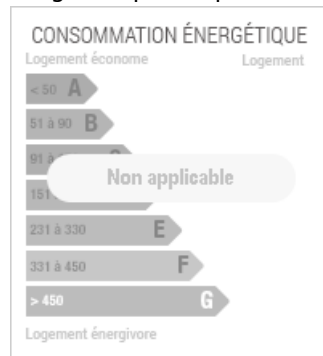 CONSOMMATION ÉNERGÉTIQUE
Logement économe Logement
< 50 A
51 à 90 B
91 à
Non applicable
151
231 à 330 E
331 à 450 F
> 450 G
Logement énergivore